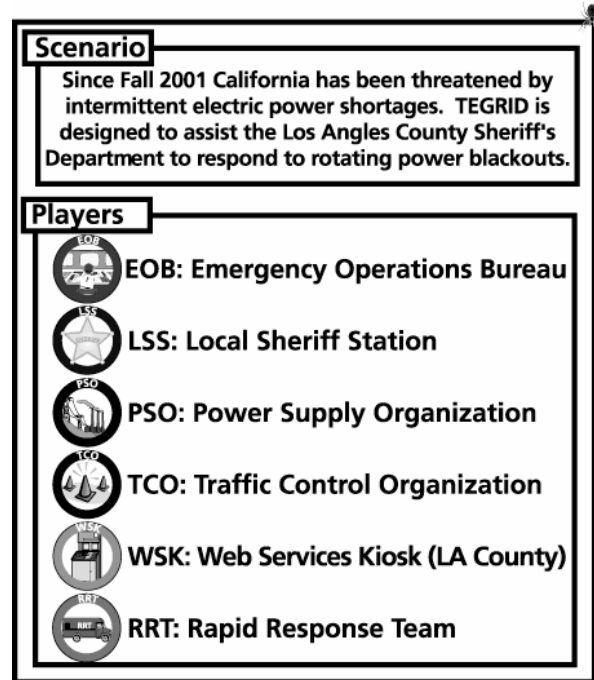 Scenario
Since Fall 2001 California has been threatened by
intermittent electric power shortages. TEGRID is
designed to assist the Los Angles County Sheriff's
Department to respond to rotating power blackouts.
Players
EOB
EOB: Emergency Operations Bureau
LSS
LSS: Local Sheriff Station
PSO
PSO: Power Supply Organization
TCO
TCO: Traffic Control Organization
WSK
WSK: Web Services Kiosk (LA County)
RRT
RRT
RRT: Rapid Response Team